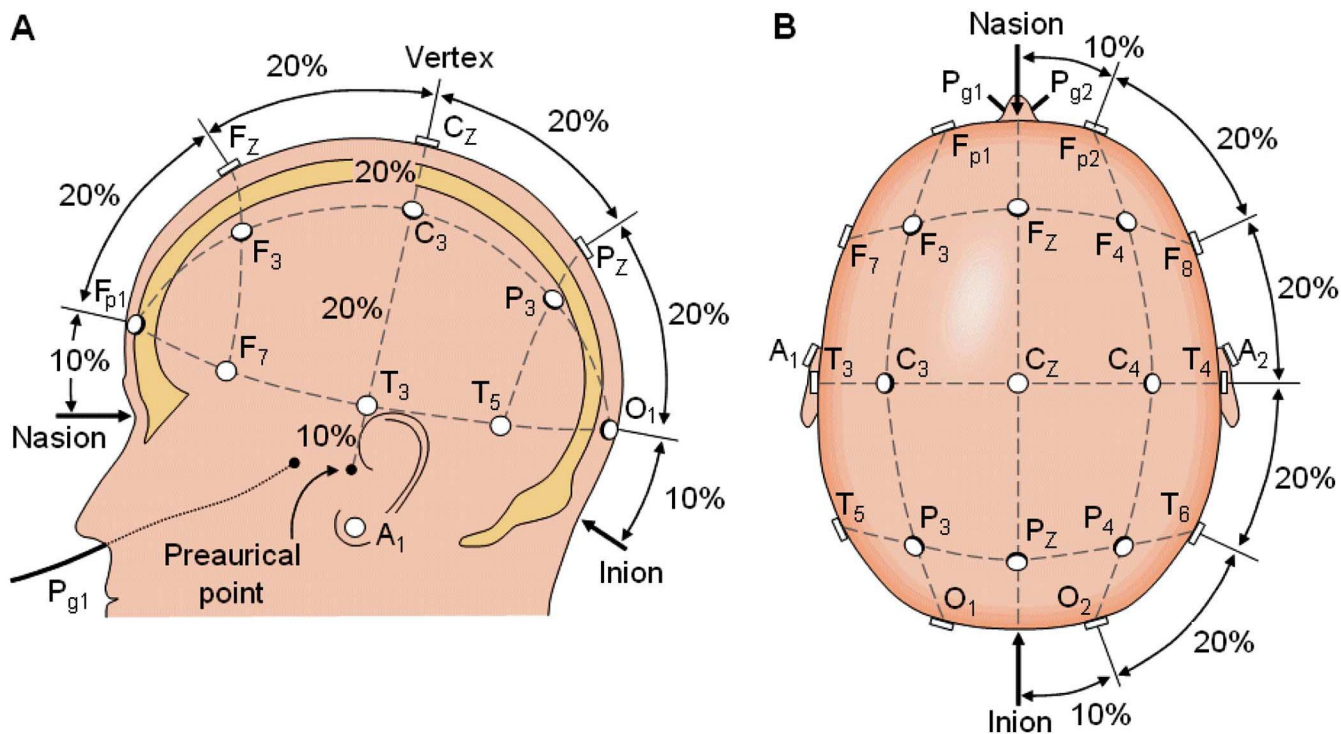 A
Vertex
20%
20%
F_Z
C_Z
20%
20%
20%
F_3
C_3
P_Z
F_p1
P_3
20%
20%
10%
F_7
T_3
T_5
O_1
Nasion
10%
10%
A_1
Preaurical
point
Inion
P_g1
B
Nasion
10%
P_g1
P_g2
F_p1
F_p2
20%
F_7
F_3
F_Z
F_4
F_8
20%
A_1
T_3
C_3
C_Z
C_4
T_4
A_2
20%
T_5
P_3
P_Z
P_4
T_6
O_1
O_2
20%
10%
Inion